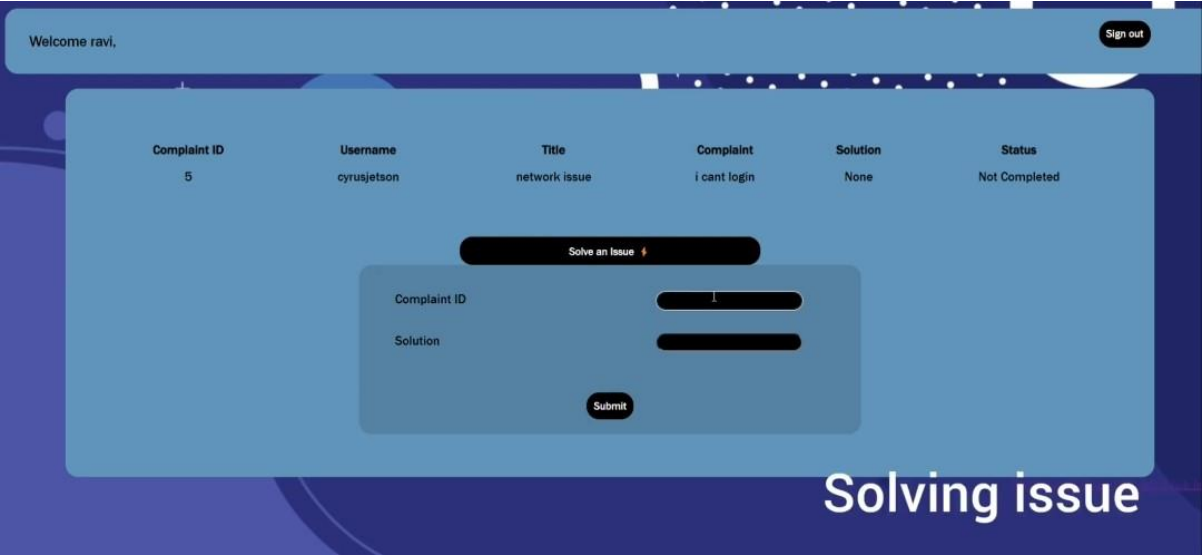 Welcome ravi,
Sign out
Complaint ID Username Title Complaint Solution Status
5 cyrusjetson network issue i cant login None Not Completed
Solve an Issue ⚡
Complaint ID
Solution
Submit
Solving issue